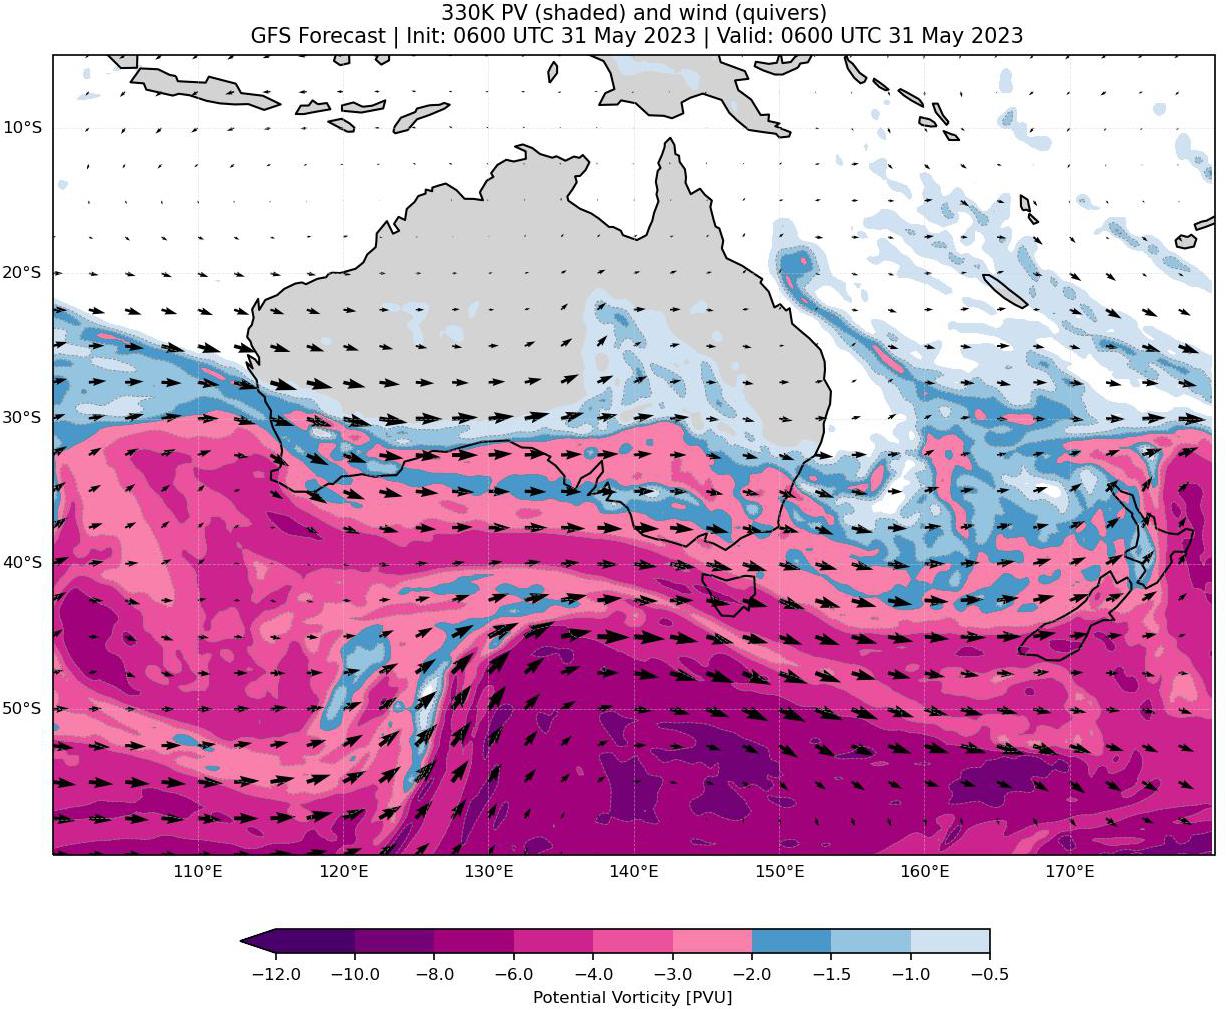 330K PV (shaded) and wind (quivers)
GFS Forecast | Init: 0600 UTC 31 May 2023 | Valid: 0600 UTC 31 May 2023
10°S
20°S
30°S
40°S
50°S
110°E 120°E 130°E 140°E 150°E 160°E 170°E
−12.0 −10.0 −8.0 −6.0 −4.0 −3.0 −2.0 −1.5 −1.0 −0.5
Potential Vorticity [PVU]